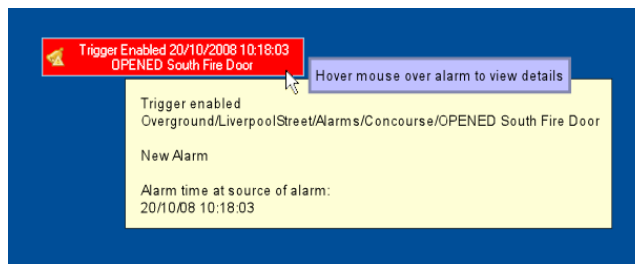 Trigger Enabled 20/10/2008 10:18:03
OPENED South Fire Door
Hover mouse over alarm to view details
Trigger enabled
Overground/LiverpoolStreet/Alarms/Concourse/OPENED South Fire Door
New Alarm
Alarm time at source of alarm:
20/10/08 10:18:03